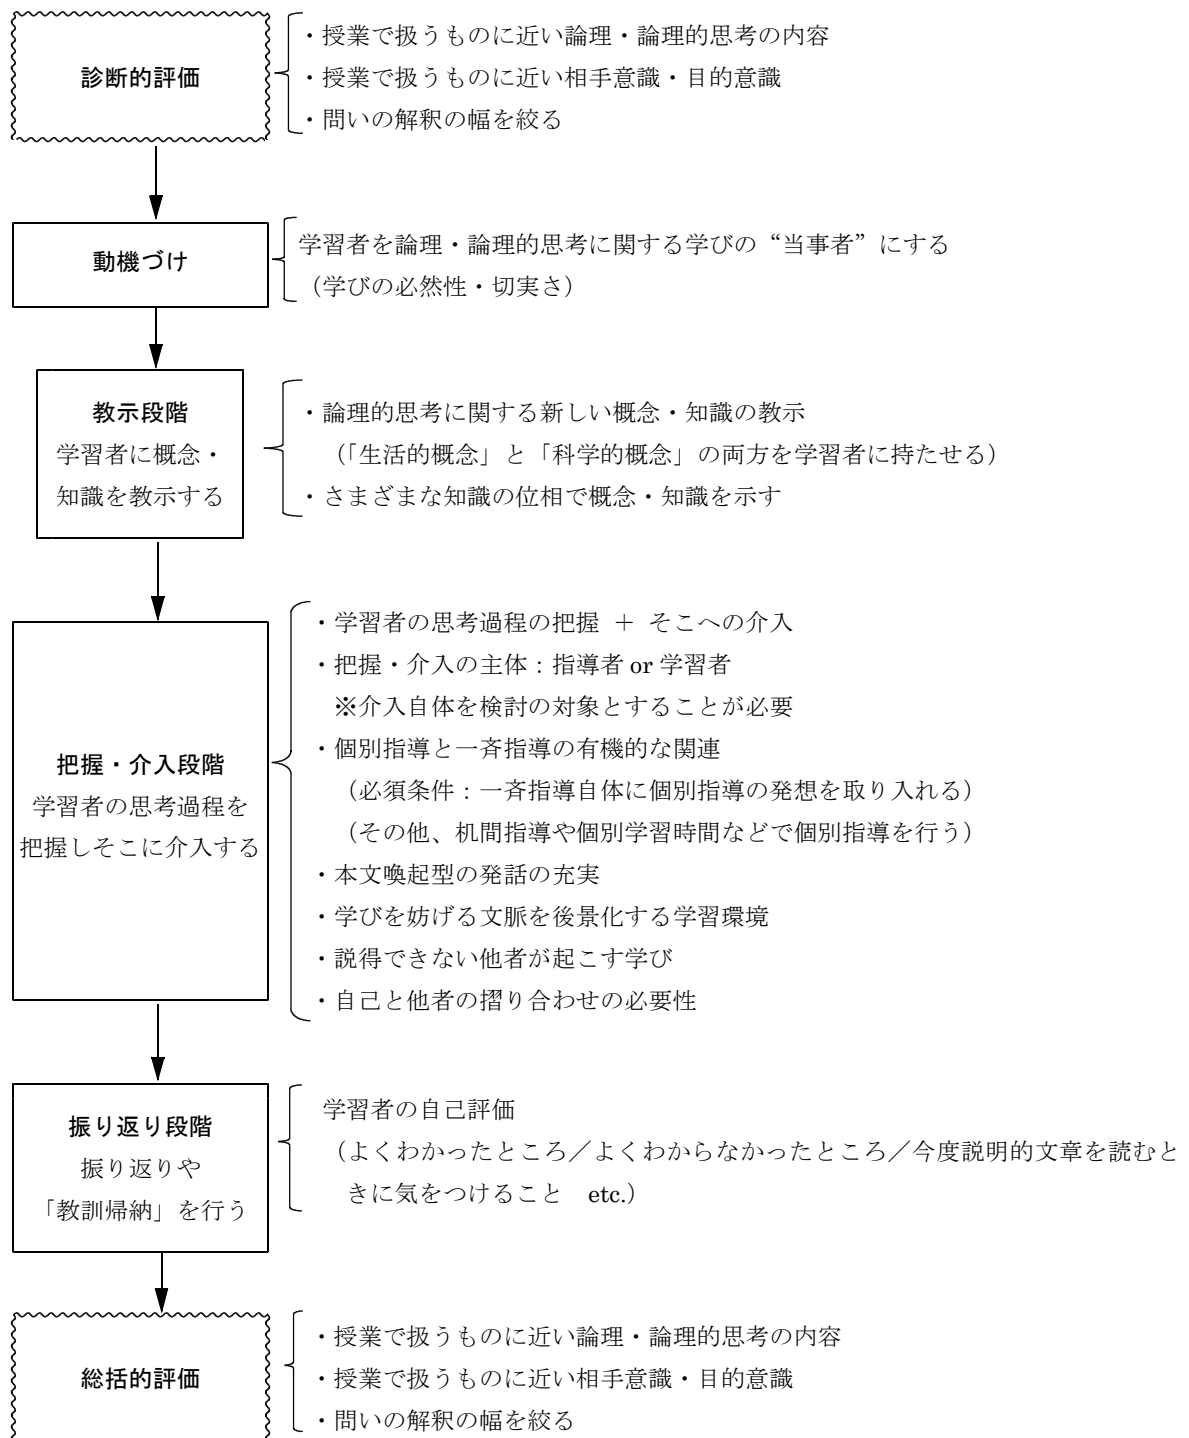 診断的評価
・授業で扱うものに近い論理・論理的思考の内容
・授業で扱うものに近い相手意識・目的意識
・問いの解釈の幅を絞る
動機づけ
学習者を論理・論理的思考に関する学びの“当事者”にする
（学びの必然性・切実さ）
教示段階
学習者に概念・
知識を教示する
・論理的思考に関する新しい概念・知識の教示
（「生活的概念」と「科学的概念」の両方を学習者に持たせる）
・さまざまな知識の位相で概念・知識を示す
把握・介入段階
学習者の思考過程を
把握しそこに介入する
・学習者の思考過程の把握 ＋ そこへの介入
・把握・介入の主体：指導者 or 学習者
※介入自体を検討の対象とすることが必要
・個別指導と一斉指導の有機的な関連
（必須条件：一斉指導自体に個別指導の発想を取り入れる）
（その他、机間指導や個別学習時間などで個別指導を行う）
・本文喚起型の発話の充実
・学びを妨げる文脈を後景化する学習環境
・説得できない他者が起こす学び
・自己と他者の摺り合わせの必要性
振り返り段階
振り返りや
「教訓帰納」を行う
学習者の自己評価
（よくわかったところ／よくわからなかったところ／今度説明的文章を読むと
きに気をつけること　etc.）
総括的評価
・授業で扱うものに近い論理・論理的思考の内容
・授業で扱うものに近い相手意識・目的意識
・問いの解釈の幅を絞る